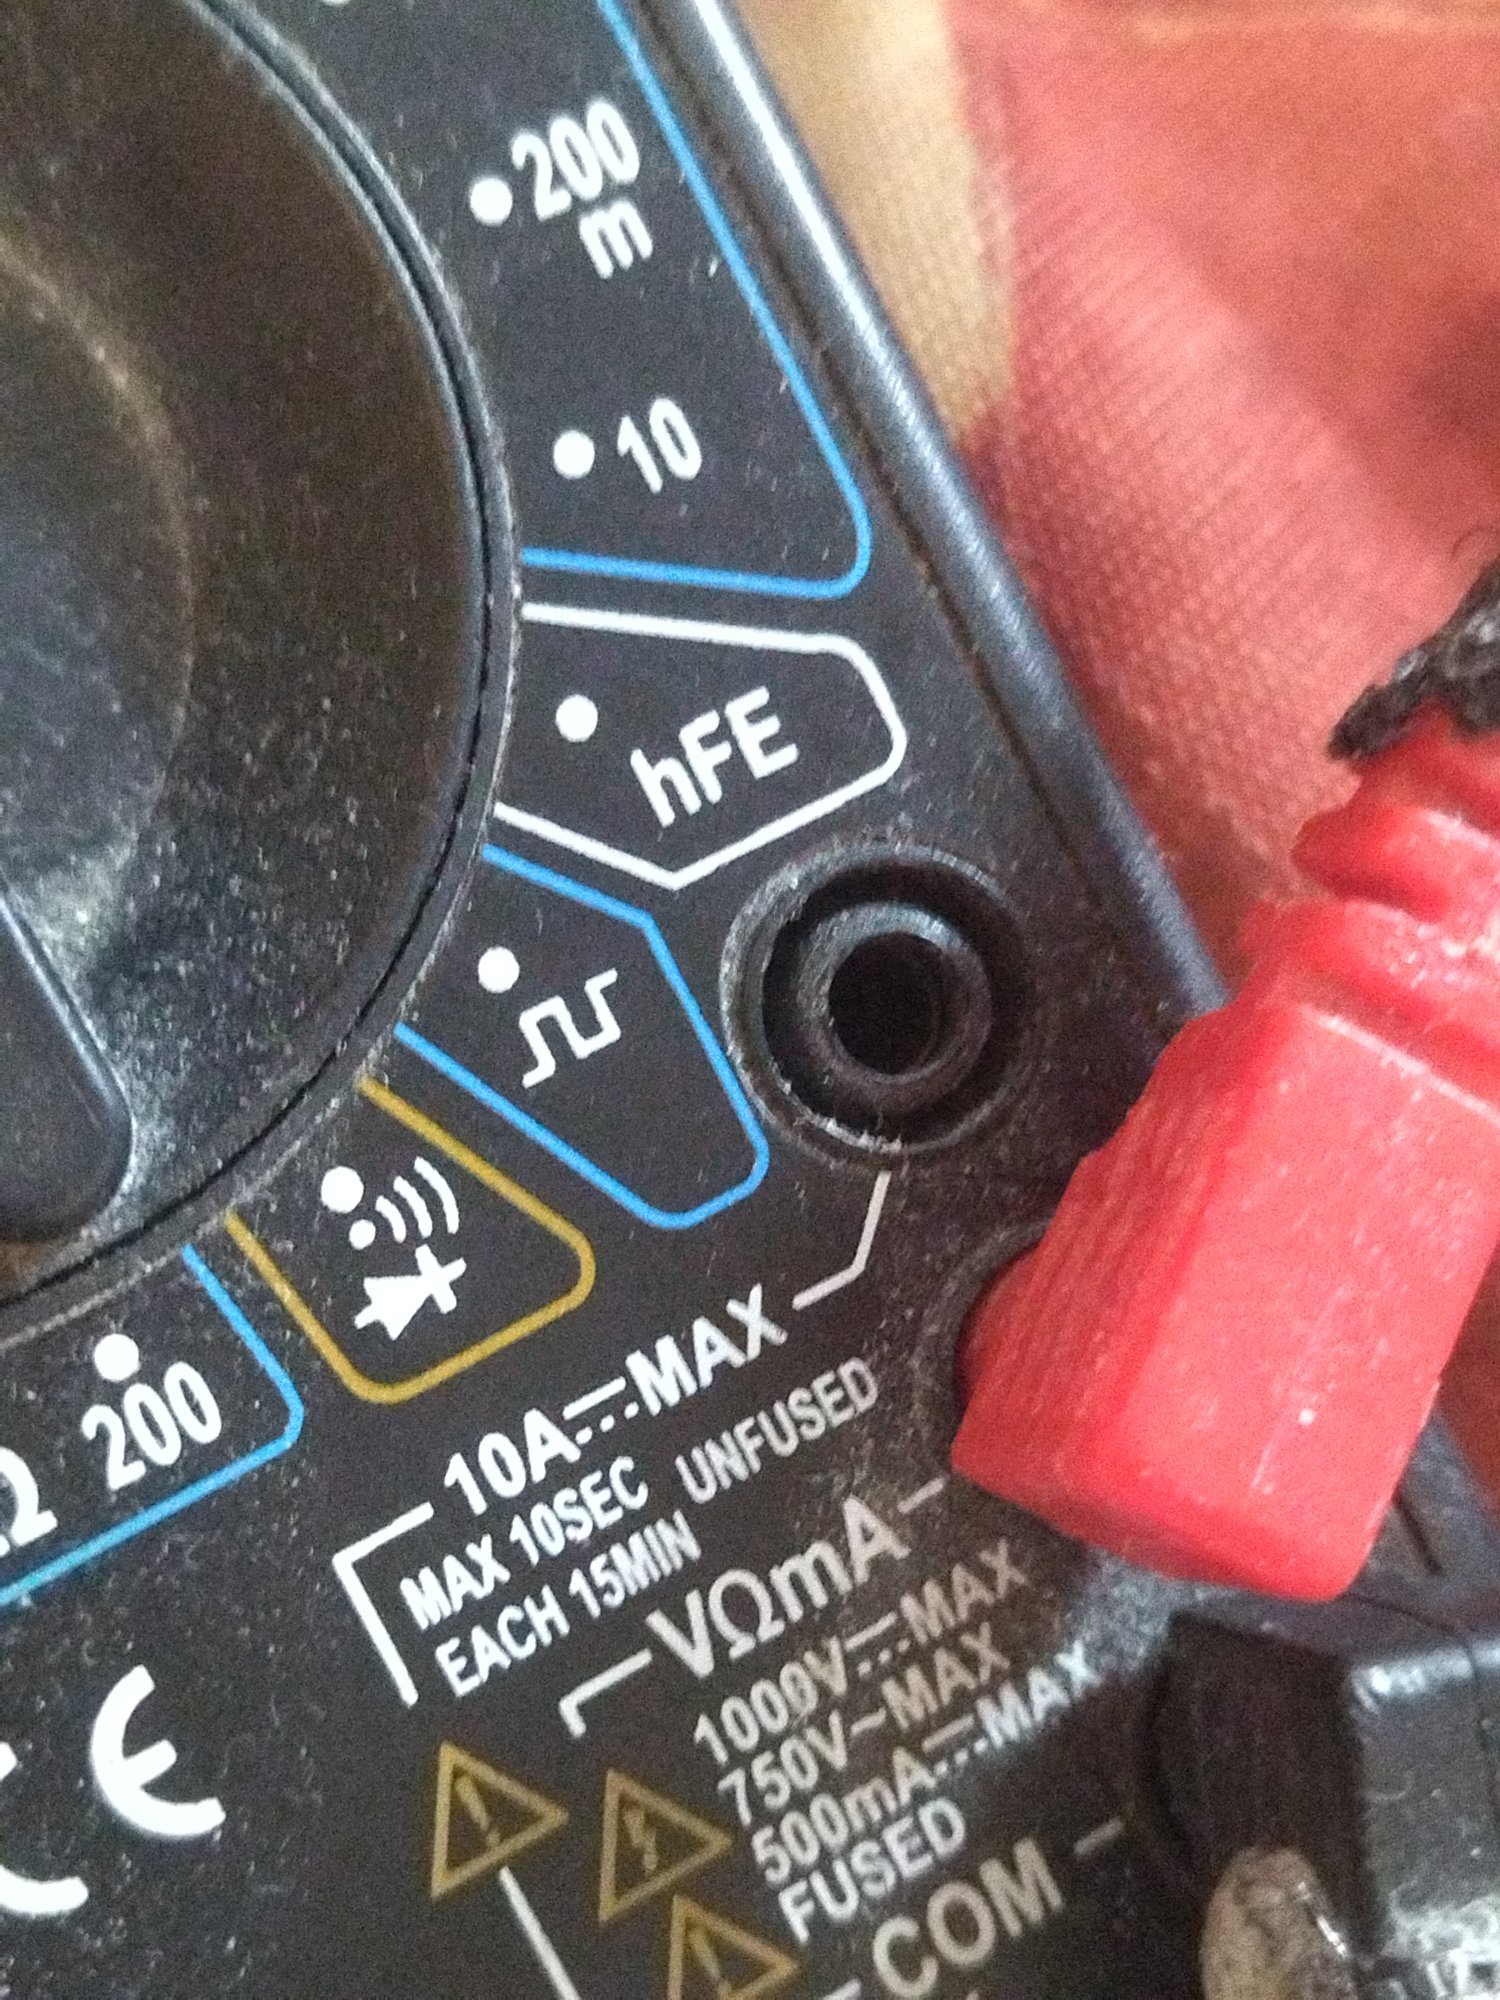 200
m
10
hFE
200
Ω
10A⎓MAX
MAX 10SEC
EACH 15MIN
UNFUSED
VΩmA
1000V⎓MAX
750V~MAX
500mA⎓MAX
FUSED
COM
CE